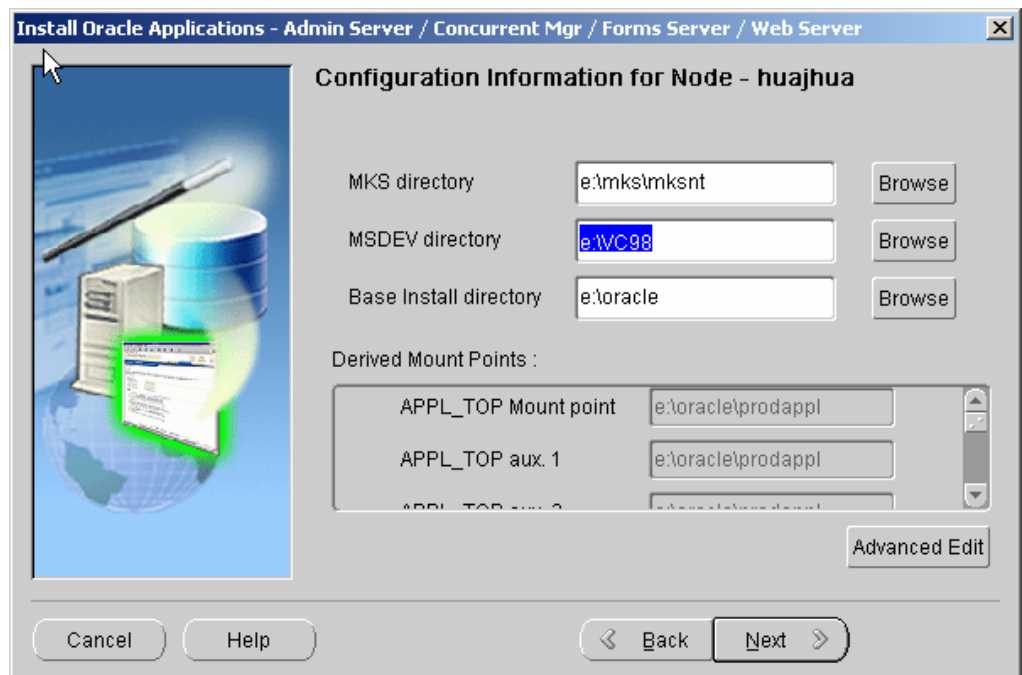 Install Oracle Applications - Admin Server / Concurrent Mgr / Forms Server / Web Server
Configuration Information for Node - huajhua
MKS directory e:\mks\mksnt Browse
MSDEV directory e:\VC98 Browse
Base Install directory e:\oracle Browse
Derived Mount Points :
APPL_TOP Mount point e:\oracle\prodappl
APPL_TOP aux. 1 e:\oracle\prodappl
Advanced Edit
Cancel Help Back Next